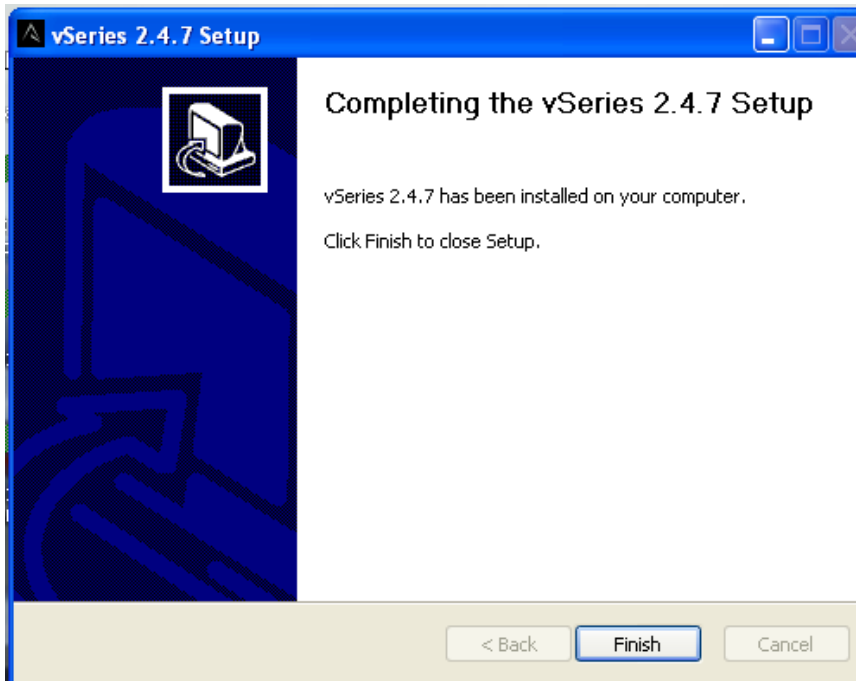 vSeries 2.4.7 Setup
Completing the vSeries 2.4.7 Setup
vSeries 2.4.7 has been installed on your computer.
Click Finish to close Setup.
< Back Finish Cancel